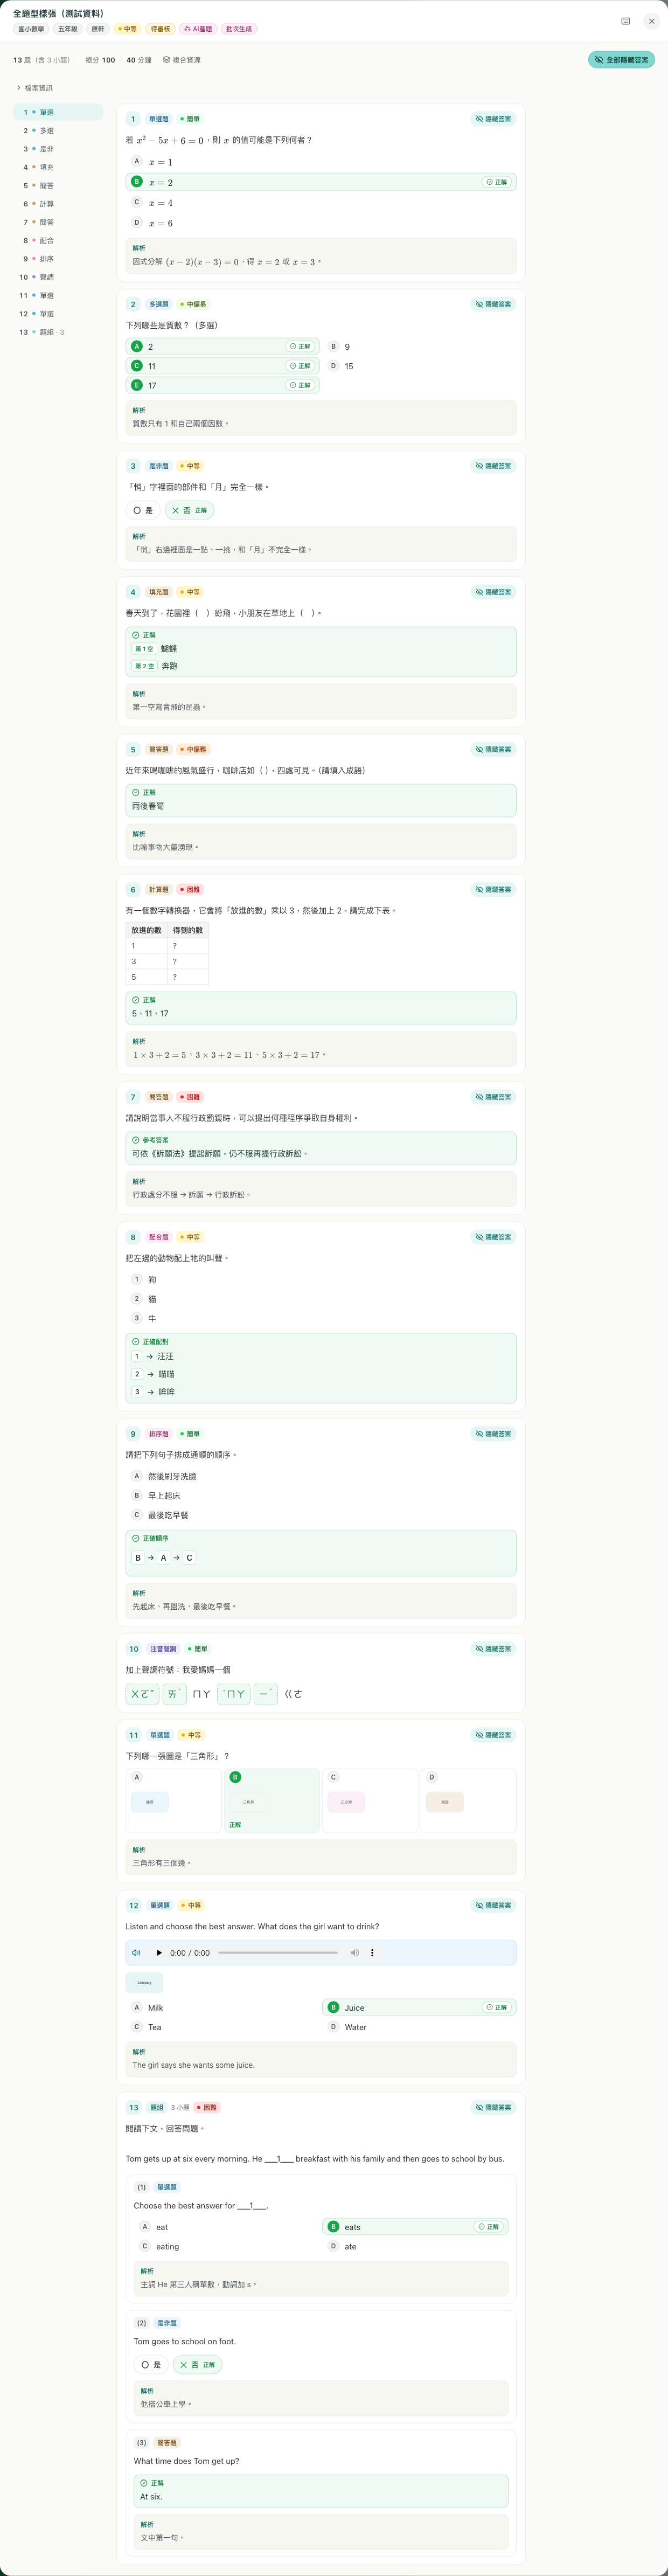 全題型樣張（測試資料）
國小數學 五年級 康軒 中等 待審核 AI產題 批次生成
13 題（含 3 小題） 總分 100 40 分鐘 複合資源 全部隱藏答案
檔案資訊
1 單選
2 多選
3 是非
4 填充
5 簡答
6 計算
7 問答
8 配合
9 排序
10 聲調
11 單選
12 單選
13 題組 · 3
1 單選題 簡單 隱藏答案
若 x² − 5x + 6 = 0，則 x 的值可能是下列何者？
A x = 1
B x = 2 正解
C x = 4
D x = 6
解析
因式分解 (x − 2)(x − 3) = 0，得 x = 2 或 x = 3。
2 多選題 中偏易 隱藏答案
下列哪些是質數？（多選）
A 2 正解 B 9
C 11 正解 D 15
E 17 正解
解析
質數只有 1 和自己兩個因數。
3 是非題 中等 隱藏答案
「悄」字裡面的部件和「月」完全一樣。
是 否 正解
解析
「悄」右邊裡面是一點、一挑，和「月」不完全一樣。
4 填充題 中等 隱藏答案
春天到了，花園裡（ ）紛飛，小朋友在草地上（ ）。
正解
第 1 空 蝴蝶
第 2 空 奔跑
解析
第一空寫會飛的昆蟲。
5 簡答題 中偏難 隱藏答案
近年來喝咖啡的風氣盛行，咖啡店如（ ），四處可見。（請填入成語）
正解
雨後春筍
解析
比喻事物大量湧現。
6 計算題 困難 隱藏答案
有一個數字轉換器，它會將「放進的數」乘以 3，然後加上 2。請完成下表。
放進的數 得到的數
1 ?
3 ?
5 ?
正解
5、11、17
解析
1 × 3 + 2 = 5、3 × 3 + 2 = 11、5 × 3 + 2 = 17。
7 問答題 困難 隱藏答案
請說明當事人不服行政罰鍰時，可以提出何種程序爭取自身權利。
參考答案
可依《訴願法》提起訴願，仍不服再提行政訴訟。
解析
行政處分不服 → 訴願 → 行政訴訟。
8 配合題 中等 隱藏答案
把左邊的動物配上牠的叫聲。
1 狗
2 貓
3 牛
正確配對
1 → 汪汪
2 → 喵喵
3 → 哞哞
9 排序題 簡單 隱藏答案
請把下列句子排成通順的順序。
A 然後刷牙洗臉
B 早上起床
C 最後吃早餐
正確順序
B → A → C
解析
先起床、再盥洗、最後吃早餐。
10 注音聲調 簡單 隱藏答案
加上聲調符號：我愛媽媽一個
ㄨㄛˇ ㄞˋ ㄇㄚ ˙ㄇㄚ ㄧˊ ㄍㄜ
11 單選題 中等 隱藏答案
下列哪一張圖是「三角形」？
A B C D
圓形 三角形 正方形
正解
解析
三角形有三個邊。
12 單選題 中等 隱藏答案
Listen and choose the best answer. What does the girl want to drink?
0:00 / 0:00
Listening
A Milk B Juice 正解
C Tea D Water
解析
The girl says she wants some juice.
13 題組 3 小題 困難 隱藏答案
閱讀下文，回答問題。
Tom gets up at six every morning. He ___1___ breakfast with his family and then goes to school by bus.
(1) 單選題
Choose the best answer for ___1___.
A eat B eats 正解
C eating D ate
解析
主詞 He 第三人稱單數，動詞加 s。
(2) 是非題
Tom goes to school on foot.
是 否 正解
解析
他搭公車上學。
(3) 簡答題
What time does Tom get up?
正解
At six.
解析
文中第一句。